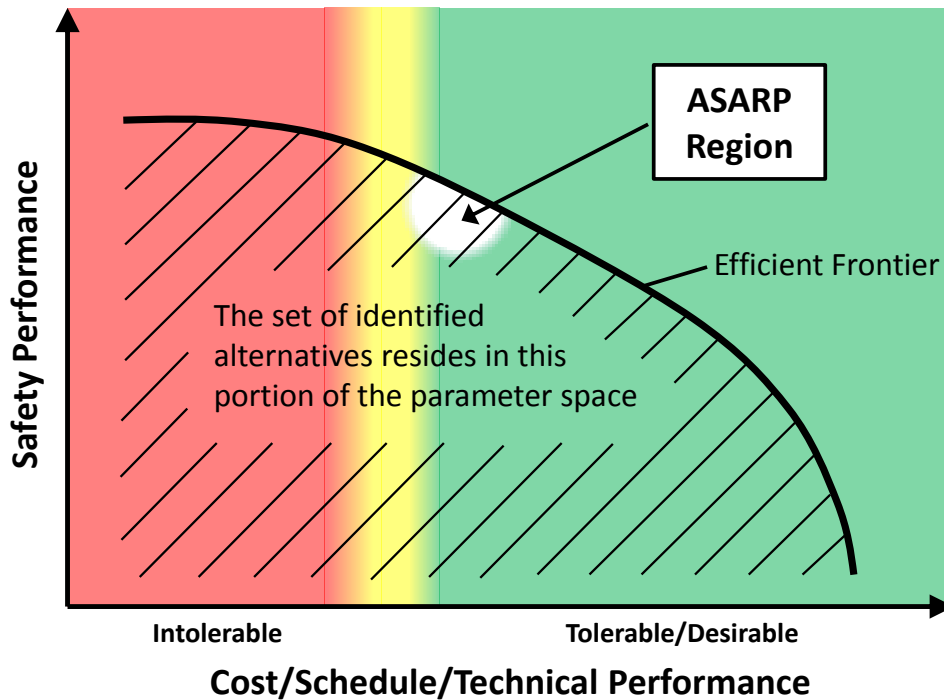 ASARP
Region
Efficient Frontier
The set of identified
alternatives resides in this
portion of the parameter space
Safety Performance
Intolerable
Tolerable/Desirable
Cost/Schedule/Technical Performance